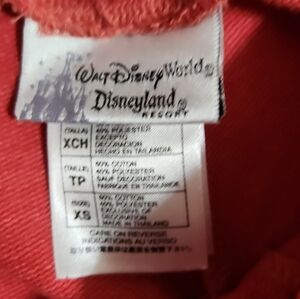 Walt Disney World®
Disneyland®
RESORT
(TALLA)
XCH
40% POLYESTER
EXCEPTO
DECORACION
HECHO EN TAILANDIA
(TAILLE)
TP
60% COTON
40% POLYESTER
SAUF DECORATION
FABRIQUE EN THAILANDE
(SIZE)
XS
60% COTTON
40% POLYESTER
EXCLUSIVE OF
DECORATION
MADE IN THAILAND
CARE ON REVERSE
INDICATIONS AU VERSO